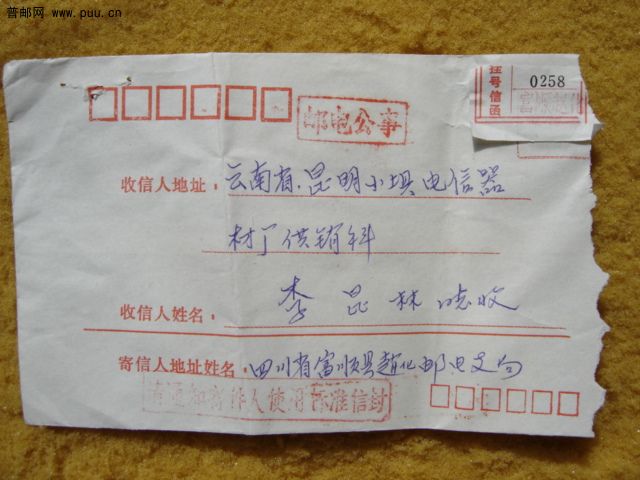 普邮网 www.puu.cn
挂号信函
0258
富顺赵化
邮电公事
收信人地址：云南省.昆明小坝电信器
材厂供销科
收信人姓名：李昆林 收
寄信人地址姓名：四川省富顺县赵化邮电支局
请通知寄件人使用标准信封